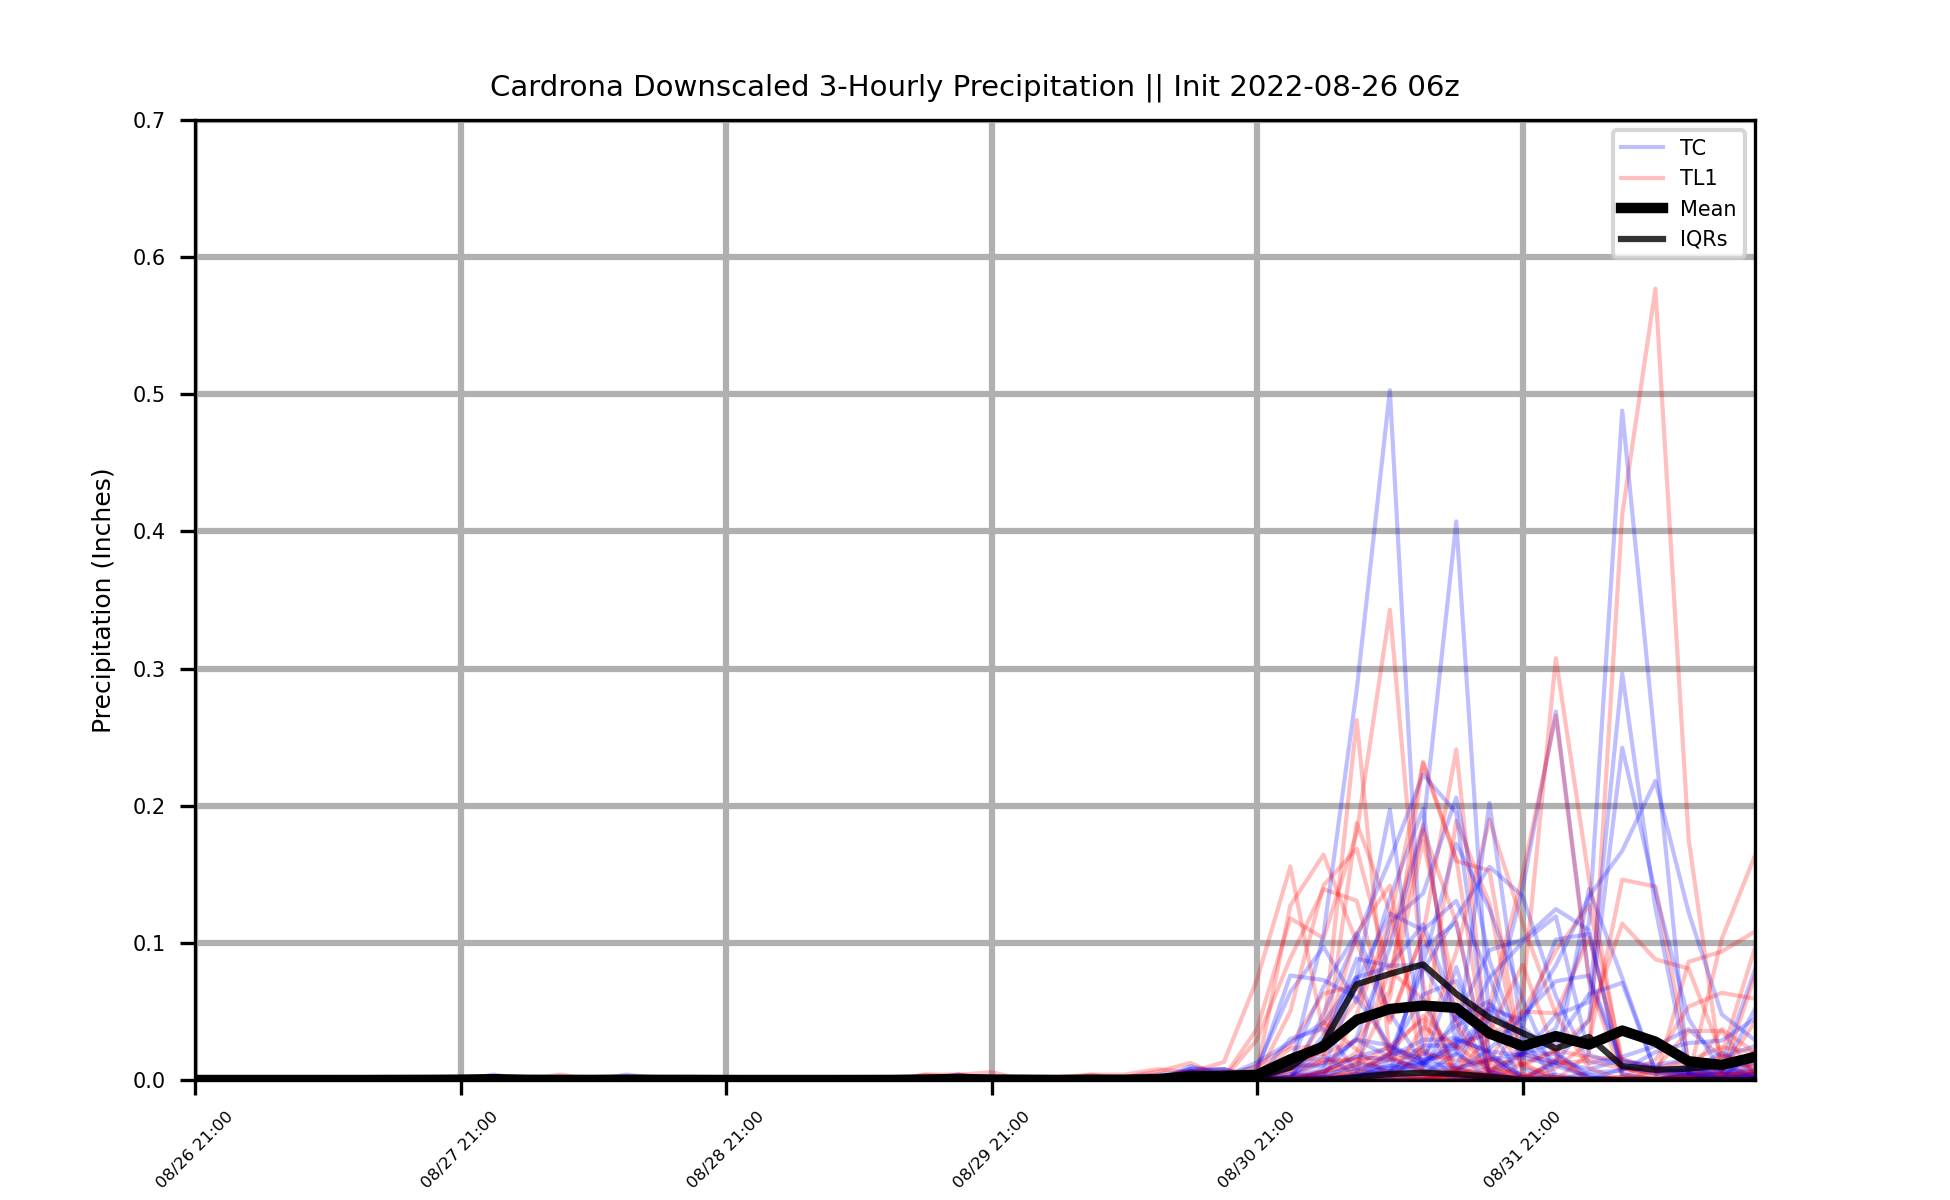 Cardrona Downscaled 3-Hourly Precipitation || Init 2022-08-26 06z
Precipitation (Inches)
0.7
0.6
0.5
0.4
0.3
0.2
0.1
0.0
TC
TL1
Mean
IQRs
08/26 21:00
08/27 21:00
08/28 21:00
08/29 21:00
08/30 21:00
08/31 21:00